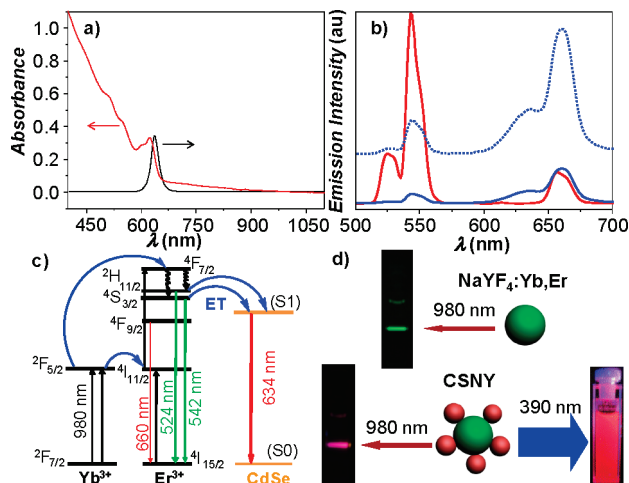 a)
Absorbance
1.0
0.8
0.6
0.4
0.2
0.0
450 600 750 900 1050
λ (nm)
b)
Emission Intensity (au)
500 550 600 650 700
λ (nm)
c)
⁴F₇/₂
²H₁₁/₂
⁴S₃/₂
ET
(S1)
⁴F₉/₂
²F₅/₂
⁴I₁₁/₂
980 nm
660 nm
524 nm
542 nm
634 nm
²F₇/₂
⁴I₁₅/₂
(S0)
Yb³⁺
Er³⁺
CdSe
d)
NaYF₄:Yb,Er
980 nm
CSNY
980 nm
390 nm